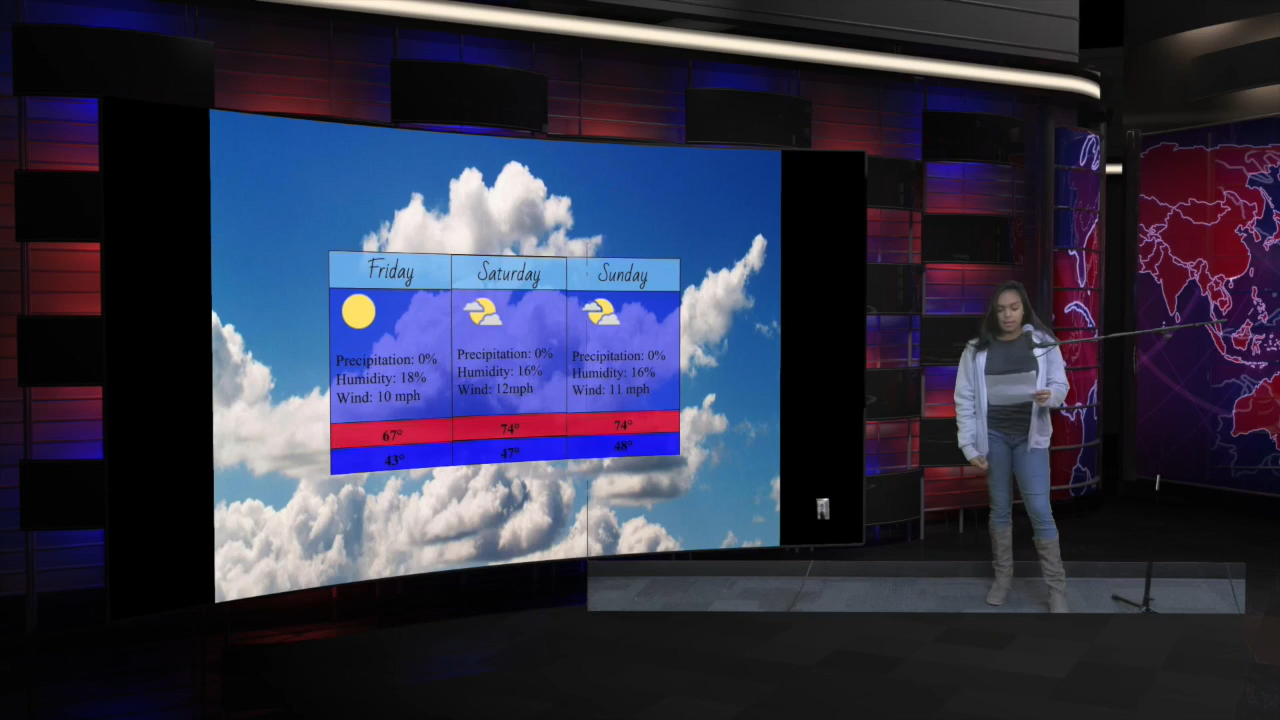 Friday Saturday Sunday
Precipitation: 0%
Humidity: 18%
Wind: 10 mph
Precipitation: 0%
Humidity: 16%
Wind: 12mph
Precipitation: 0%
Humidity: 16%
Wind: 11 mph
67° 74° 74°
43° 47° 48°